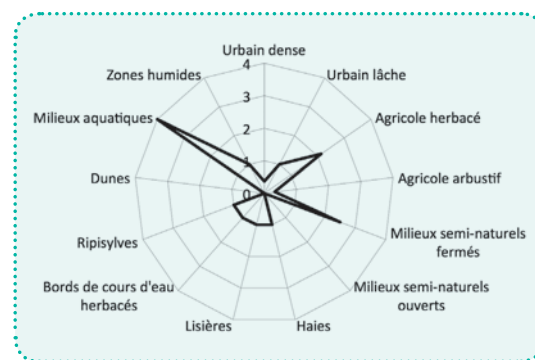 Urbain dense
Urbain lâche
Agricole herbacé
Agricole arbustif
Milieux semi-naturels
fermés
Milieux semi-naturels
ouverts
Haies
Lisières
Bords de cours d'eau
herbacés
Ripisylves
Dunes
Milieux aquatiques
Zones humides
4
3
2
1
0